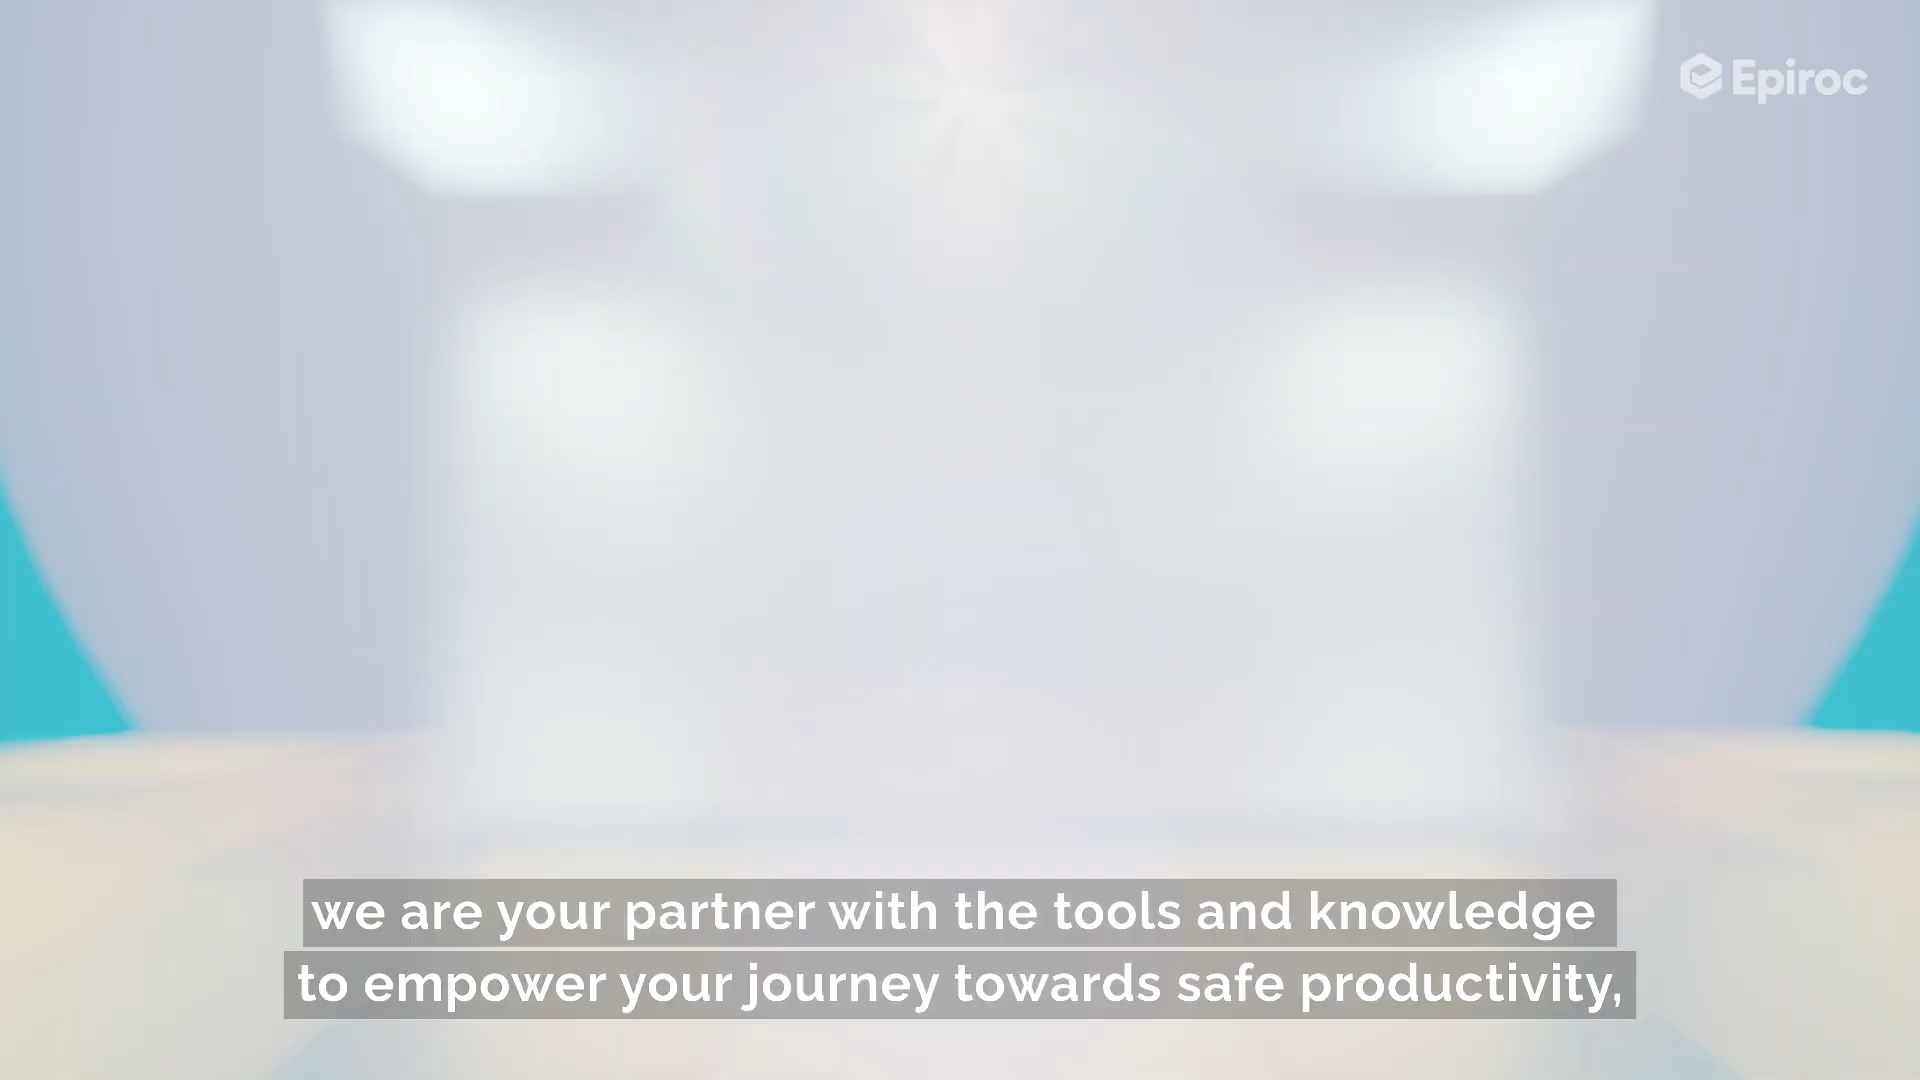 Epiroc
we are your partner with the tools and knowledge
to empower your journey towards safe productivity,